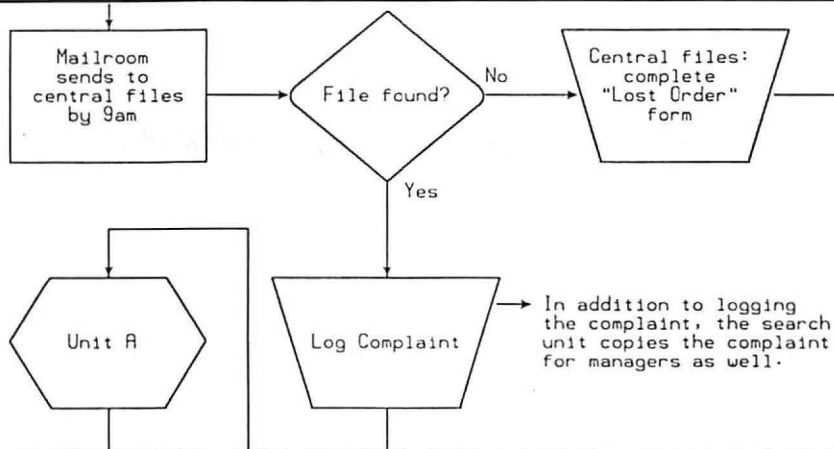 Mailroom
sends to
central files
by 9am
File found?
No
Central files:
complete
"Lost Order"
form
Yes
Unit A
Log Complaint
In addition to logging
the complaint, the search
unit copies the complaint
for managers as well.